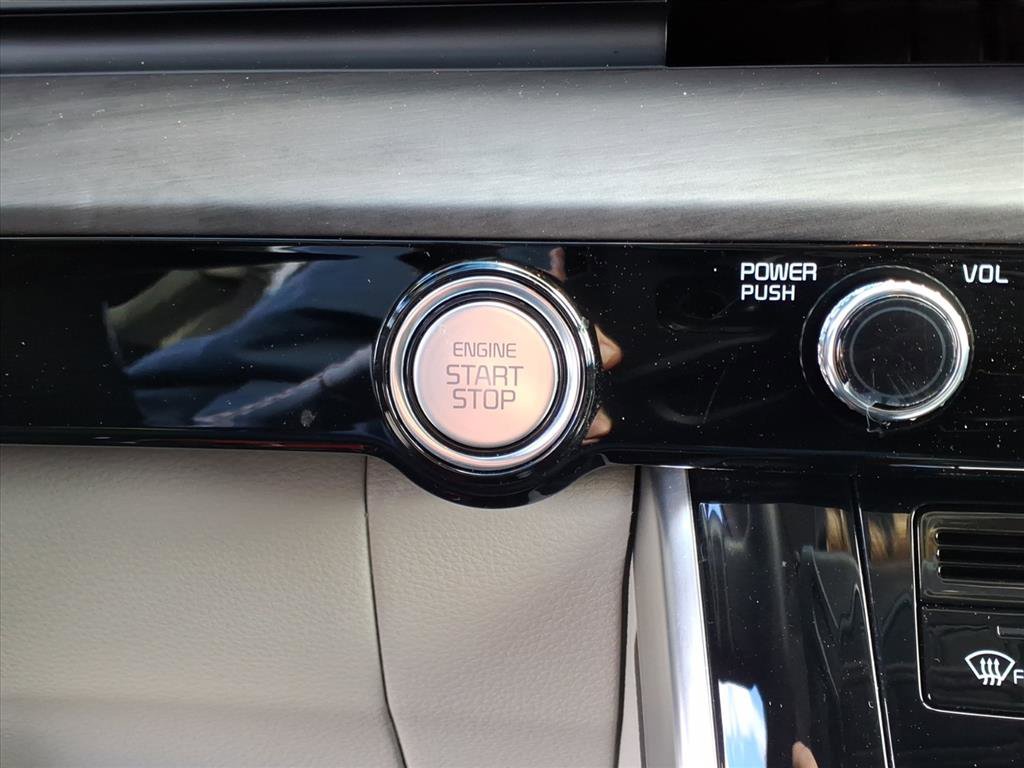 ENGINE
START
STOP
POWER
PUSH
VOL
F